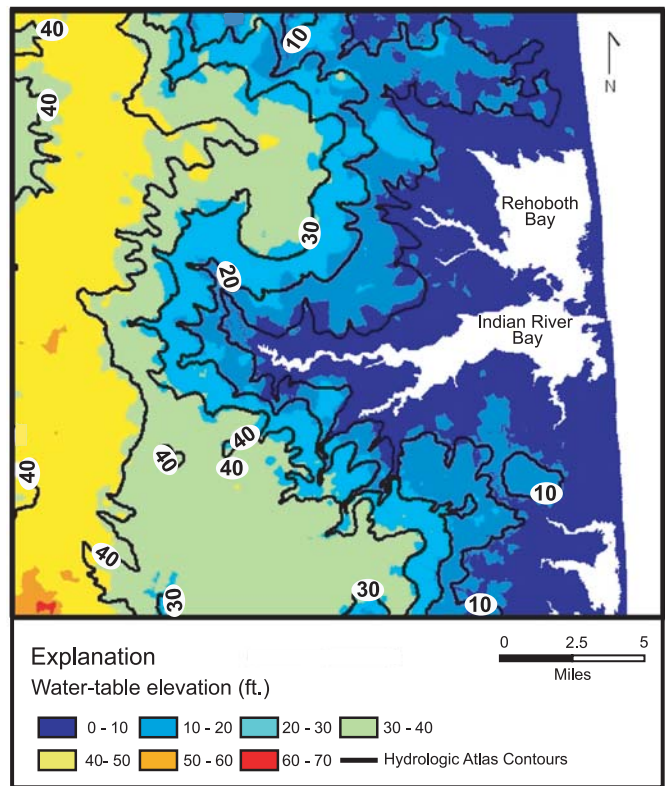 40
10
N
40
Rehoboth
Bay
30
20
Indian River
Bay
40
40
40
40
10
40
30
30
10
Explanation
Water-table elevation (ft.)
0 2.5 5
Miles
0 - 10 10 - 20 20 - 30 30 - 40
40- 50 50 - 60 60 - 70 Hydrologic Atlas Contours